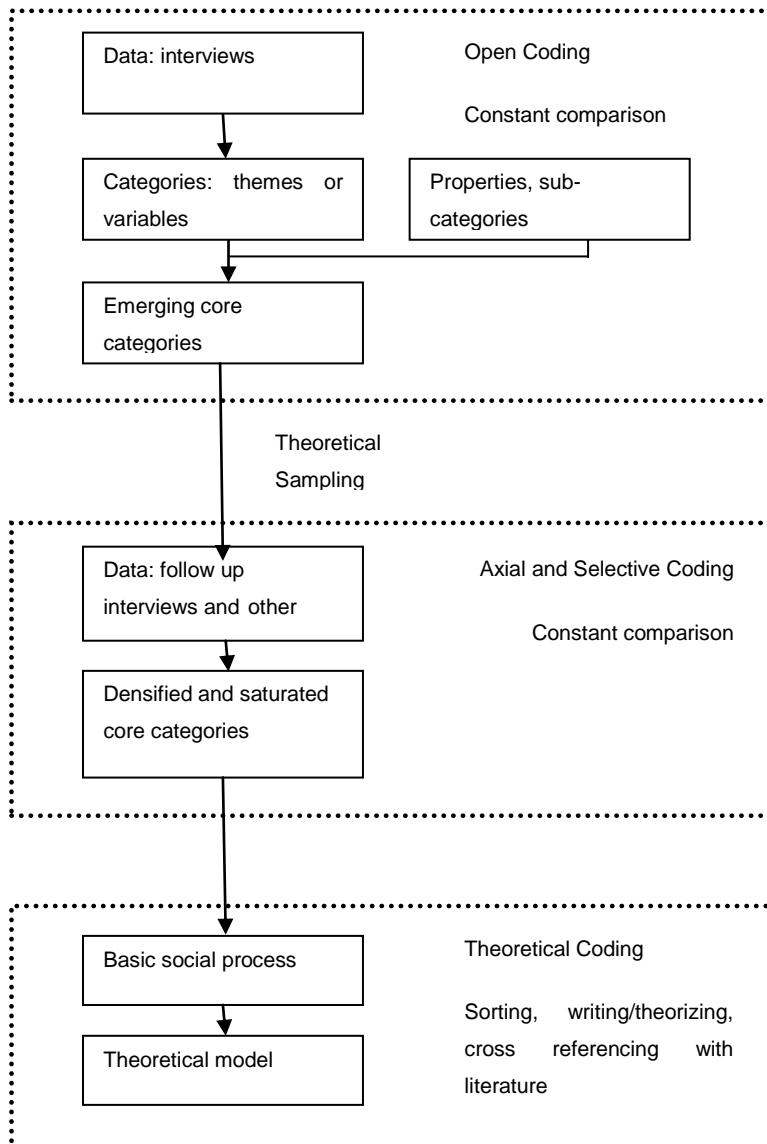 Data: interviews
Open Coding
Constant comparison
Categories: themes or
variables
Properties, sub-
categories
Emerging core
categories
Theoretical
Sampling
Data: follow up
interviews and other
Axial and Selective Coding
Constant comparison
Densified and saturated
core categories
Basic social process
Theoretical Coding
Sorting, writing/theorizing,
cross referencing with
literature
Theoretical model